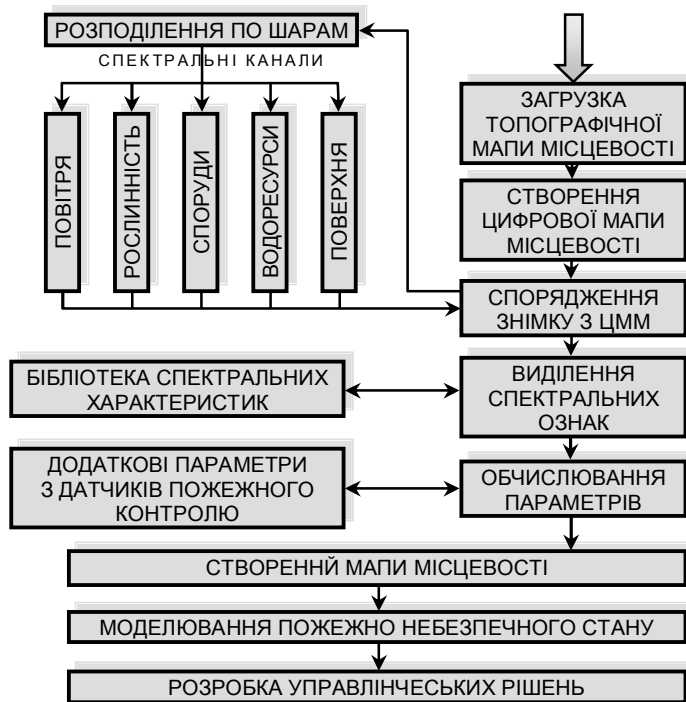 РОЗПОДІЛЕННЯ ПО ШАРАМ
СПЕКТРАЛЬНІ КАНАЛИ
ПОВІТРЯ
РОСЛИННІСТЬ
СПОРУДИ
ВОДОРЕСУРСИ
ПОВЕРХНЯ
ЗАГРУЗКА
ТОПОГРАФІЧНОЇ
МАПИ МІСЦЕВОСТІ
СТВОРЕННЯ
ЦИФРОВОЇ МАПИ
МІСЦЕВОСТІ
СПОРЯДЖЕННЯ
ЗНІМКУ З ЦММ
БІБЛІОТЕКА СПЕКТРАЛЬНИХ
ХАРАКТЕРИСТИК
ВИДІЛЕННЯ
СПЕКТРАЛЬНИХ
ОЗНАК
ДОДАТКОВІ ПАРАМЕТРИ
З ДАТЧИКІВ ПОЖЕЖНОГО
КОНТРОЛЮ
ОБЧИСЛЮВАННЯ
ПАРАМЕТРІВ
СТВОРЕННЙ МАПИ МІСЦЕВОСТІ
МОДЕЛЮВАННЯ ПОЖЕЖНО НЕБЕЗПЕЧНОГО СТАНУ
РОЗРОБКА УПРАВЛІНЧЕСЬКИХ РІШЕНЬ